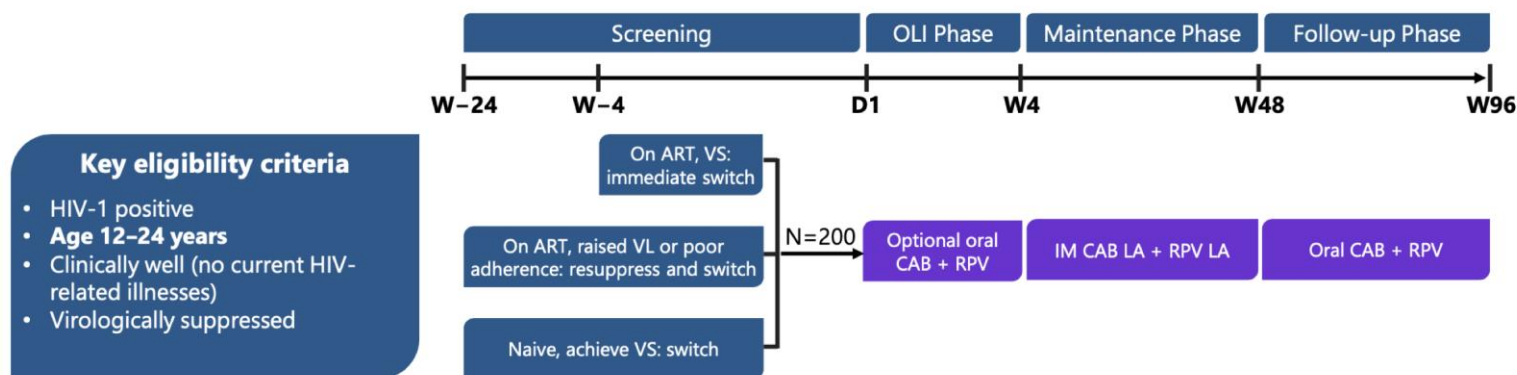 Screening
OLI Phase
Maintenance Phase
Follow-up Phase
W−24
W−4
D1
W4
W48
W96
Key eligibility criteria
• HIV-1 positive
• Age 12–24 years
• Clinically well (no current HIV-
related illnesses)
• Virologically suppressed
On ART, VS:
immediate switch
On ART, raised VL or poor
adherence: resuppress and switch
Naive, achieve VS: switch
N=200
Optional oral
CAB + RPV
IM CAB LA + RPV LA
Oral CAB + RPV